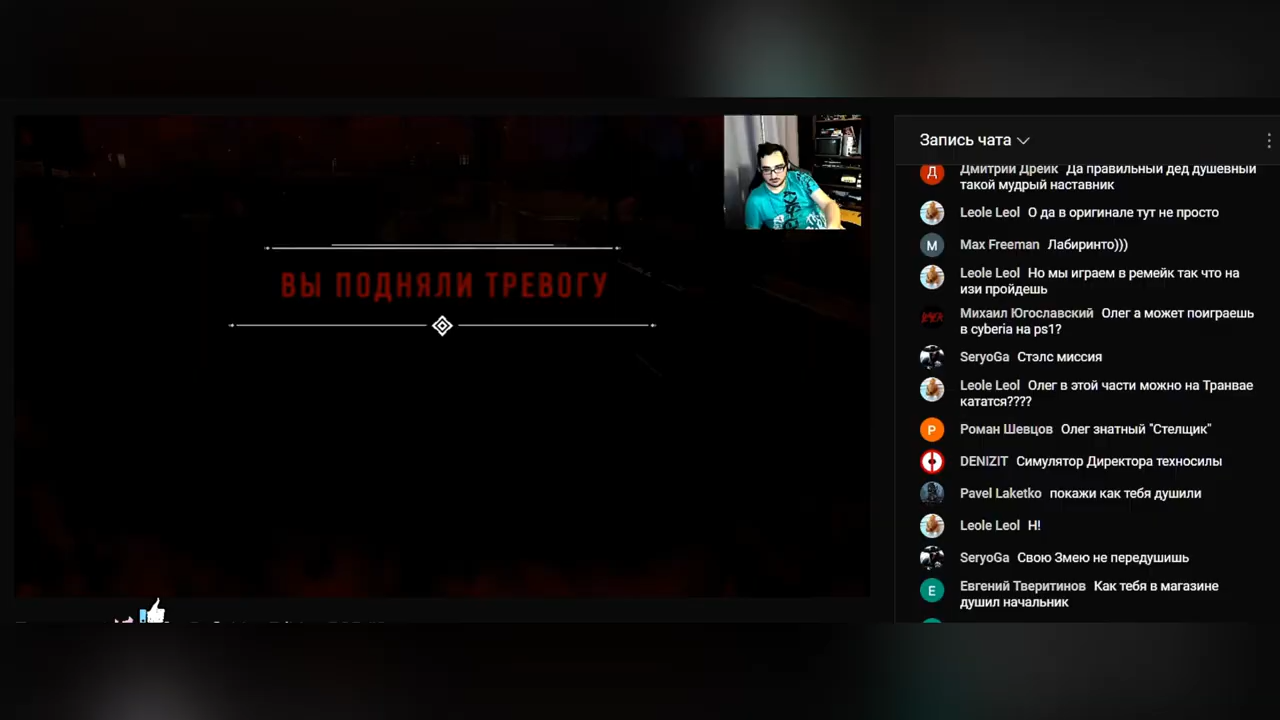 ВЫ ПОДНЯЛИ ТРЕВОГУ
Запись чата
Дмитрий Дрейк Да правильный дед душевный
такой мудрый наставник
Leole Leol О да в оригинале тут не просто
М
Max Freeman Лабиринто)))
Leole Leol Но мы играем в ремейк так что на
изи пройдешь
Михаил Югославский Олег а может поиграешь
в cyberia на ps1?
SeryoGa Стэлс миссия
Leole Leol Олег в этой части можно на Транвае
кататся????
Р
Роман Шевцов Олег знатный "Стелщик"
DENIZIT Симулятор Директора техносилы
Pavel Laketko покажи как тебя душили
Leole Leol Н!
SeryoGa Свою Змею не передушишь
Е
Евгений Тверитинов Как тебя в магазине
душил начальник